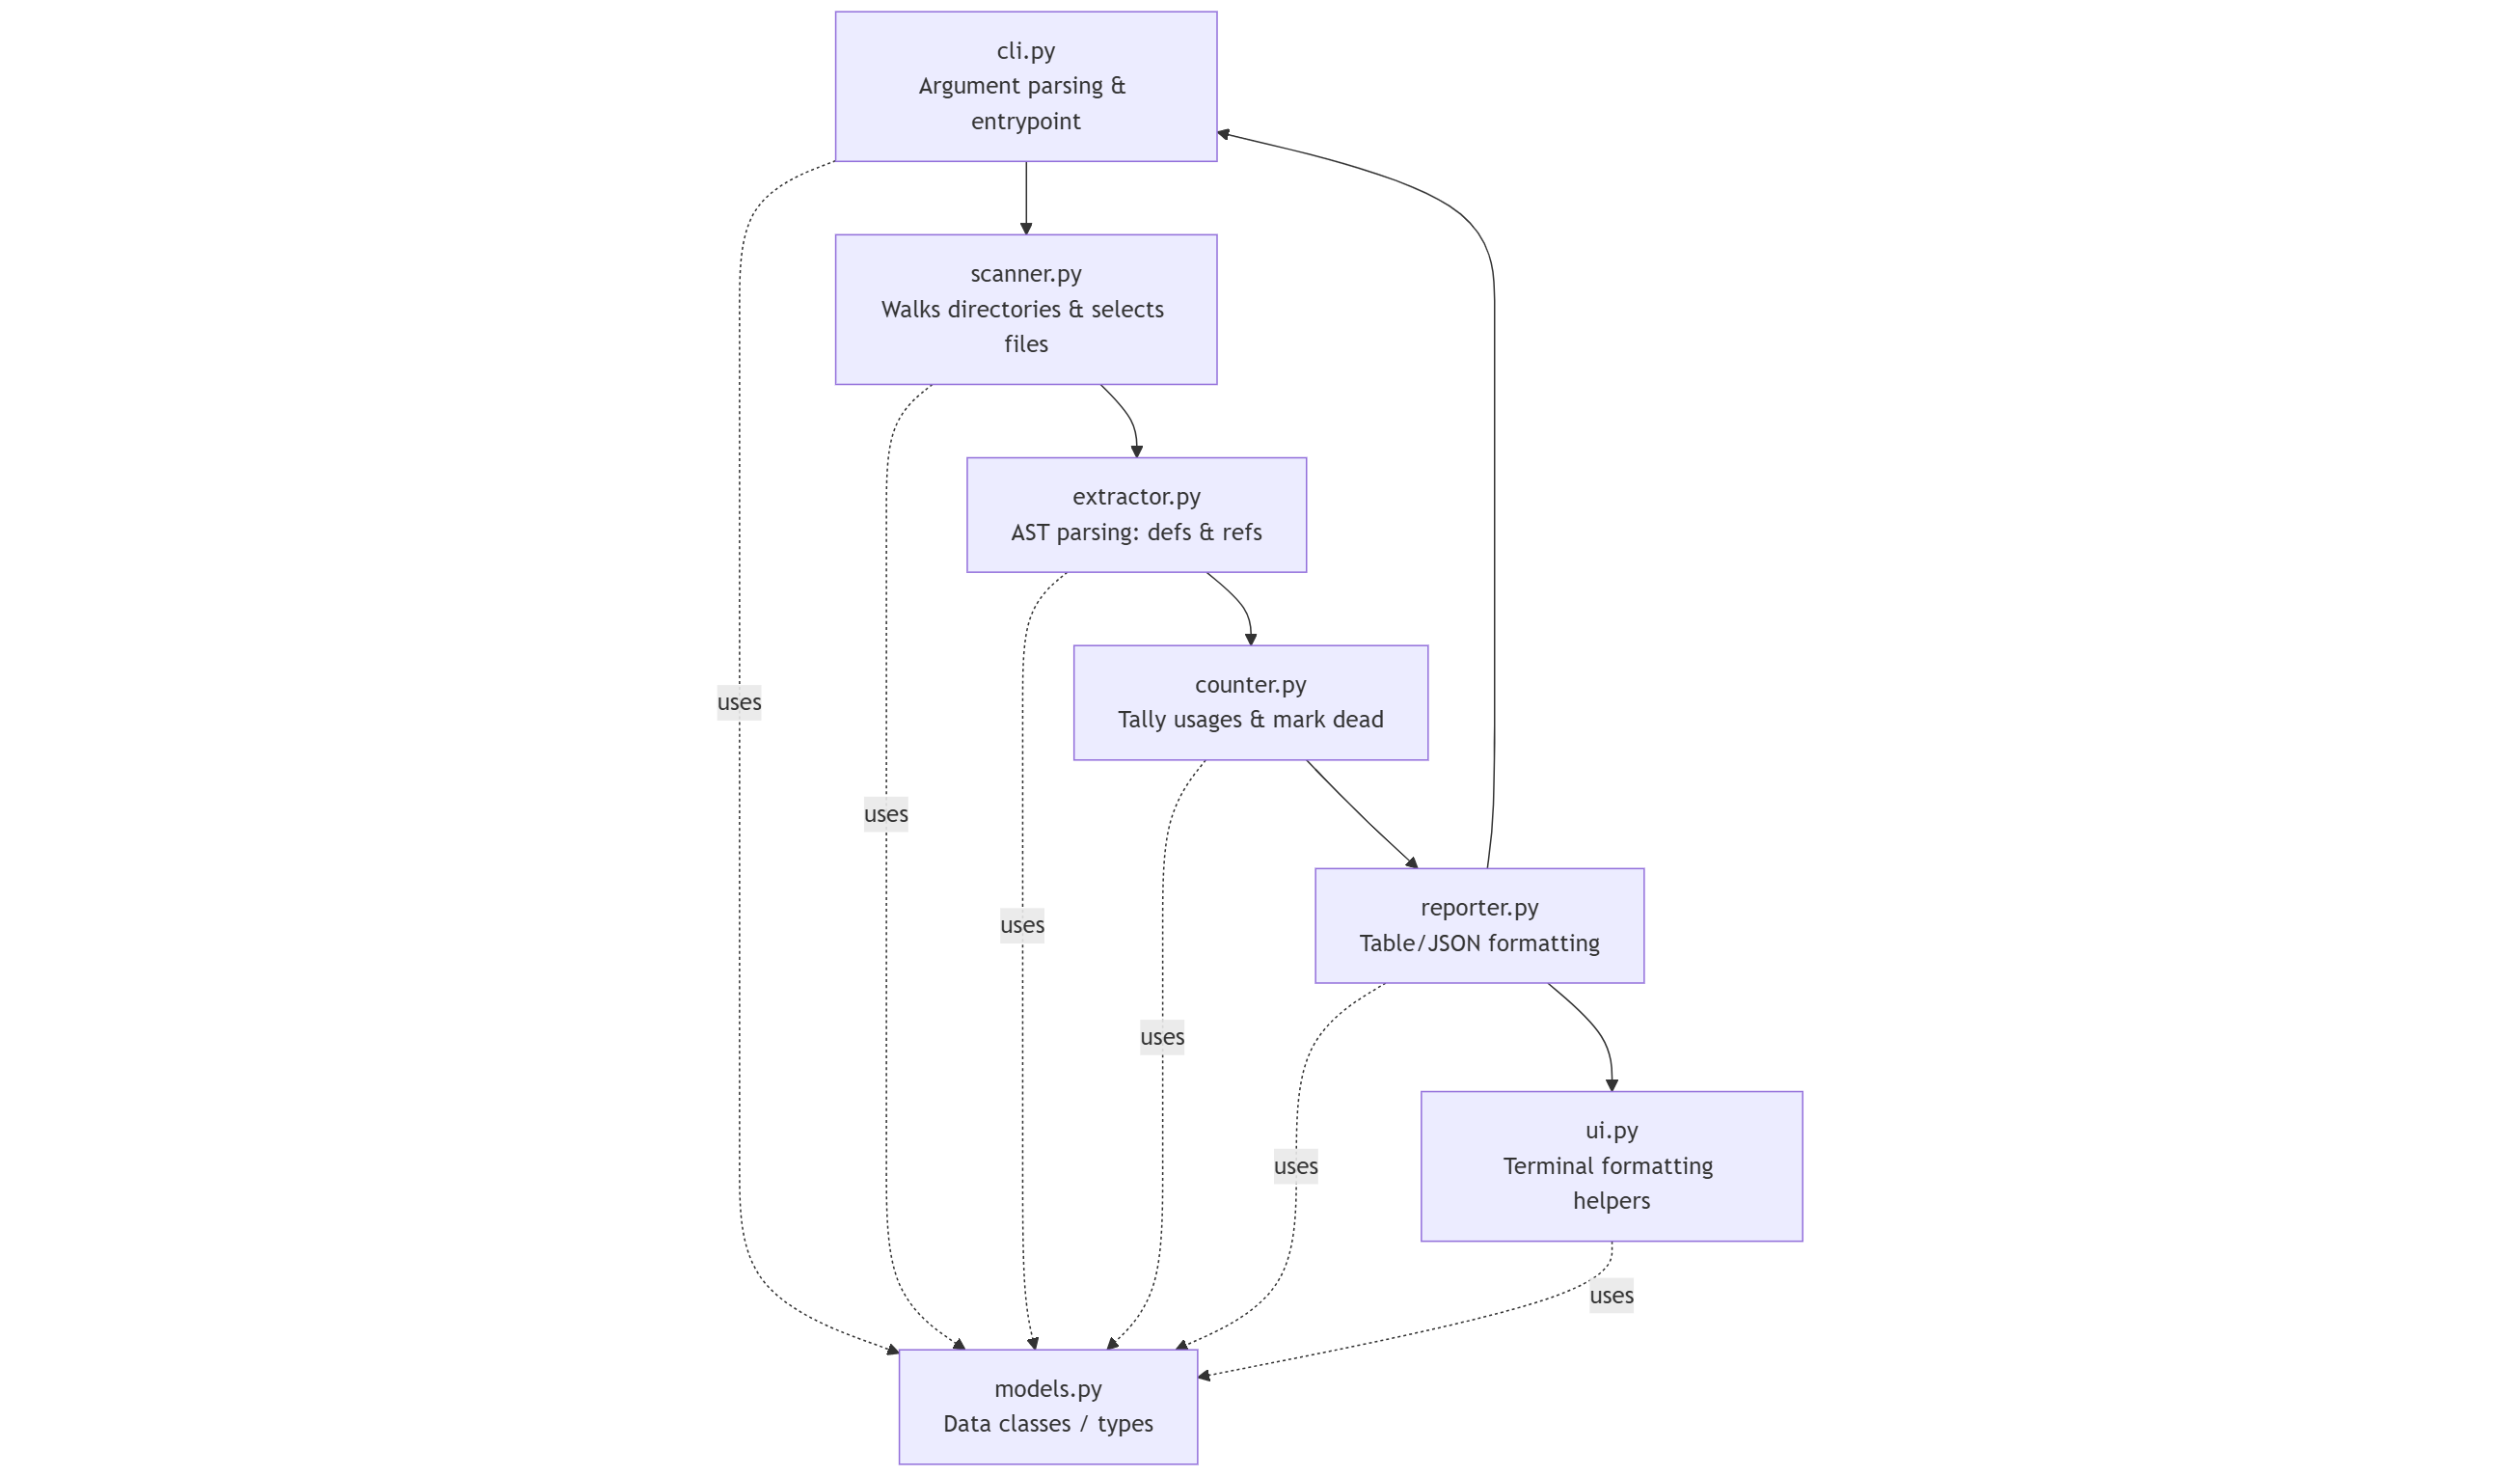 cli.py
Argument parsing &
entrypoint
scanner.py
Walks directories & selects
files
extractor.py
AST parsing: defs & refs
counter.py
Tally usages & mark dead
uses
uses
reporter.py
Table/JSON formatting
uses
uses
ui.py
Terminal formatting
helpers
uses
uses
models.py
Data classes / types